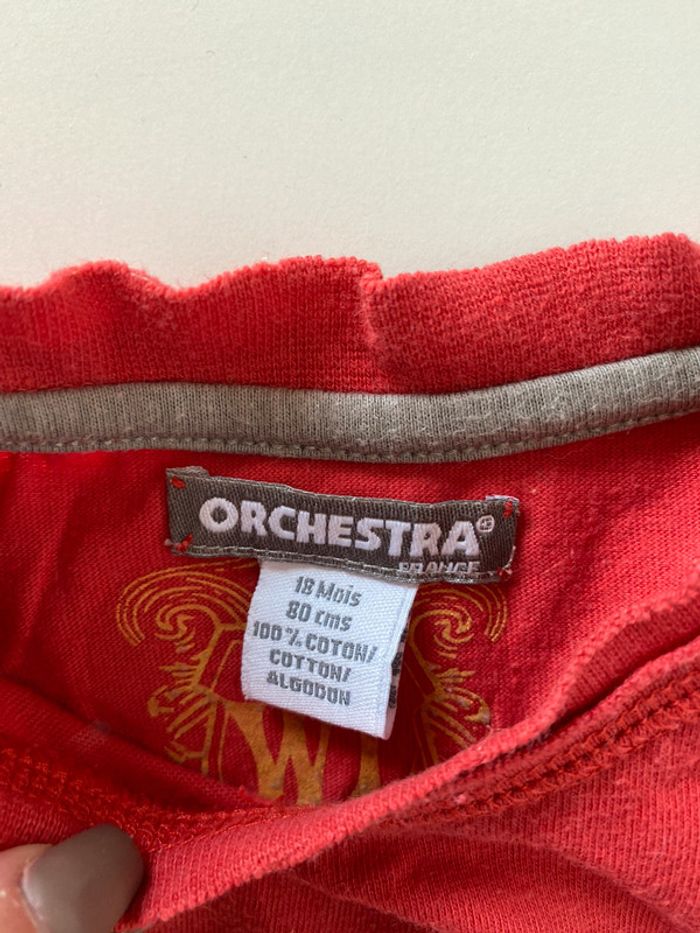 ORCHESTRA®
FRANCE
18 Mois
80 cms
100% COTON/
COTTON/
ALGODON